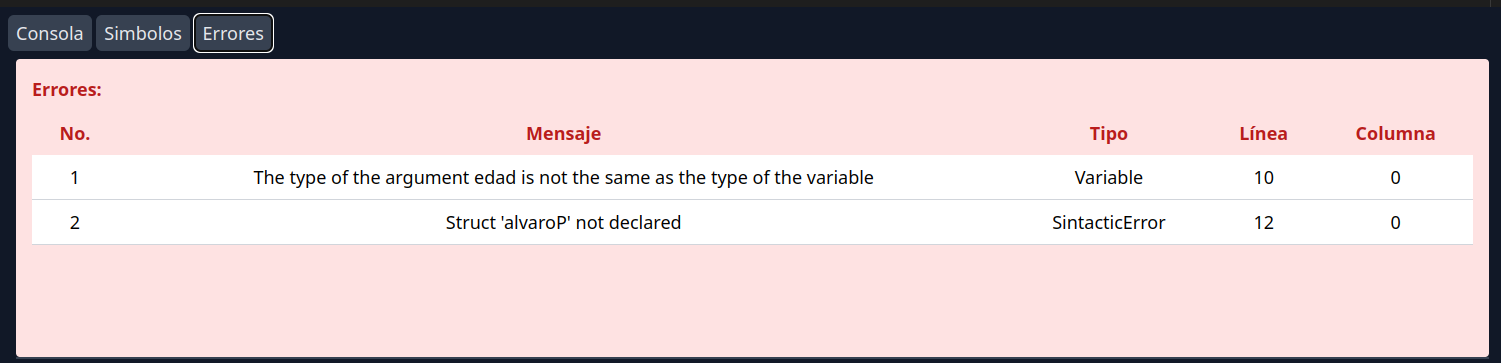 Consola Simbolos Errores
Errores:
No. Mensaje Tipo Línea Columna
1 The type of the argument edad is not the same as the type of the variable Variable 10 0
2 Struct 'alvaroP' not declared SintacticError 12 0